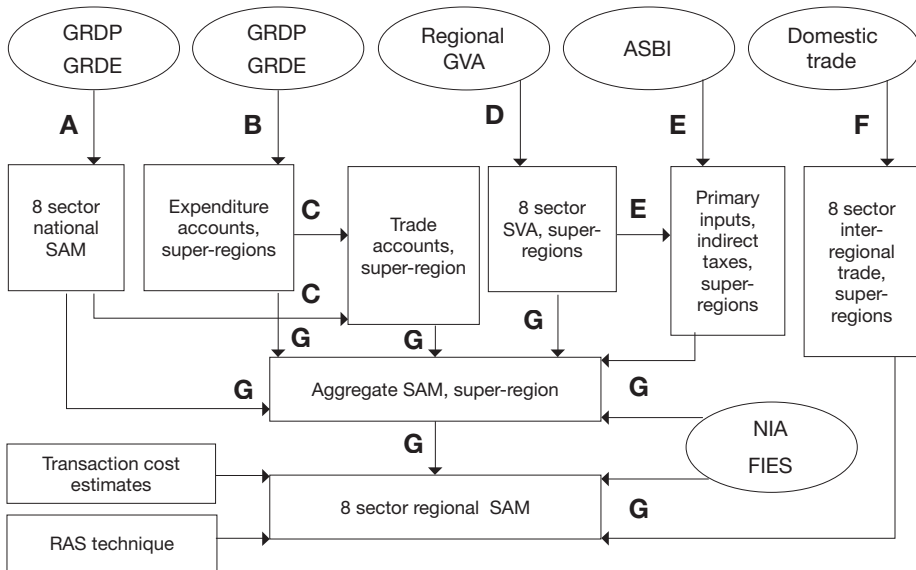 GRDP
GRDE
GRDP
GRDE
Regional
GVA
ASBI
Domestic
trade
A
B
D
E
F
8 sector
national
SAM
Expenditure
accounts,
super-regions
C
Trade
accounts,
super-region
8 sector
SVA, super-
regions
E
Primary
inputs,
indirect
taxes,
super-
regions
8 sector
inter-
regional
trade,
super-
regions
C
G
G
G
G
Aggregate SAM, super-region
G
G
NIA
FIES
Transaction cost
estimates
8 sector regional SAM
G
RAS technique